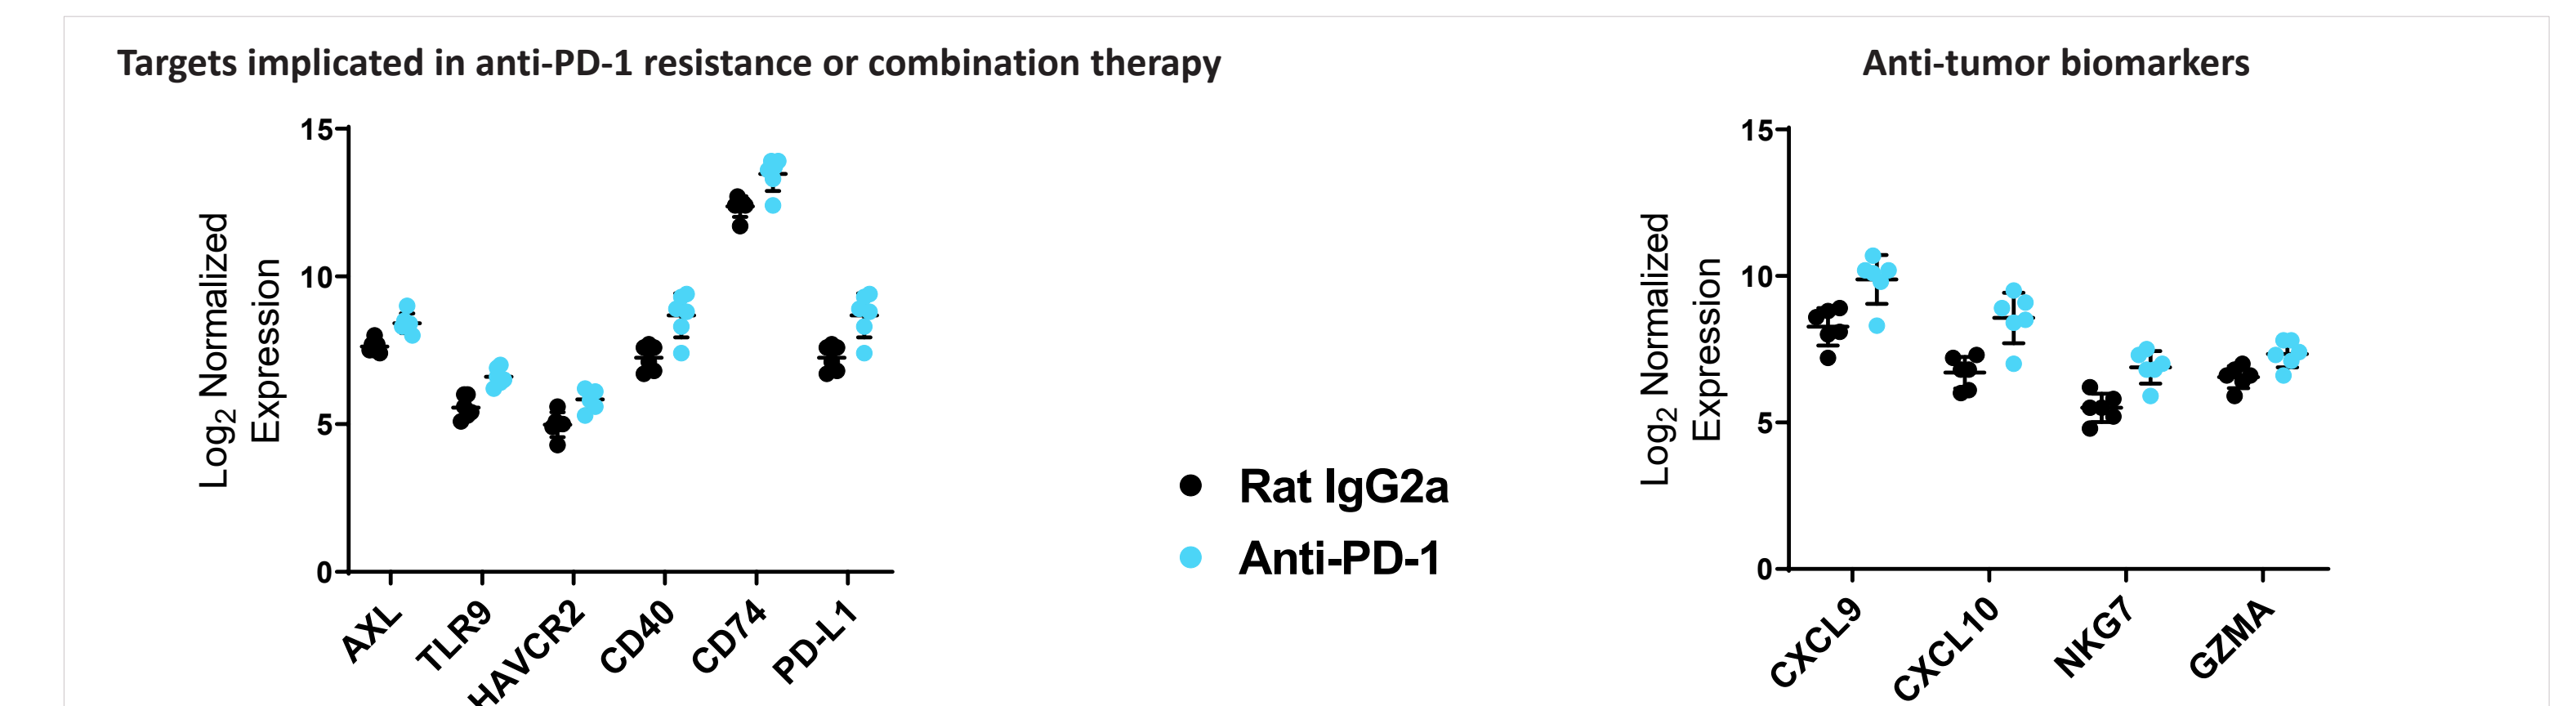 Targets implicated in anti-PD-1 resistance or combination therapy
15
10
5
0
Log2 Normalized
Expression
AXL
TLR9
HAVCR2
CD40
CD74
PD-L1
Rat IgG2a
Anti-PD-1
Anti-tumor biomarkers
15
10
5
0
Log2 Normalized
Expression
CXCL9
CXCL10
NKG7
GZMA